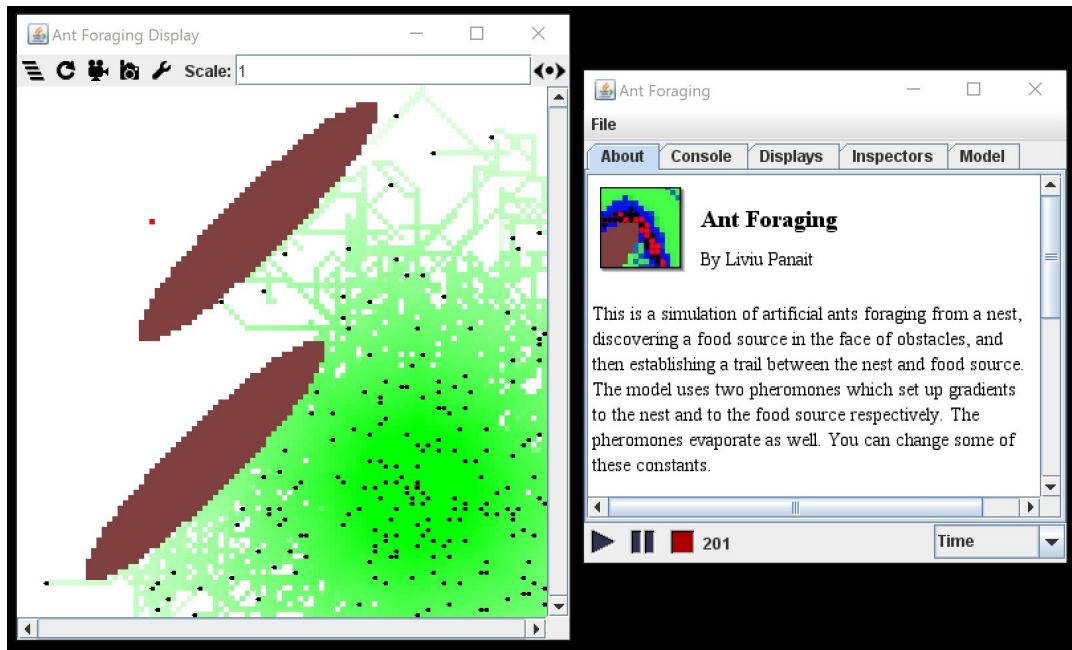 Ant Foraging Display
Scale: 1
Ant Foraging
File
About Console Displays Inspectors Model
Ant Foraging
By Liviu Panait
This is a simulation of artificial ants foraging from a nest,
discovering a food source in the face of obstacles, and
then establishing a trail between the nest and food source.
The model uses two pheromones which set up gradients
to the nest and to the food source respectively. The
pheromones evaporate as well. You can change some of
these constants.
201 Time